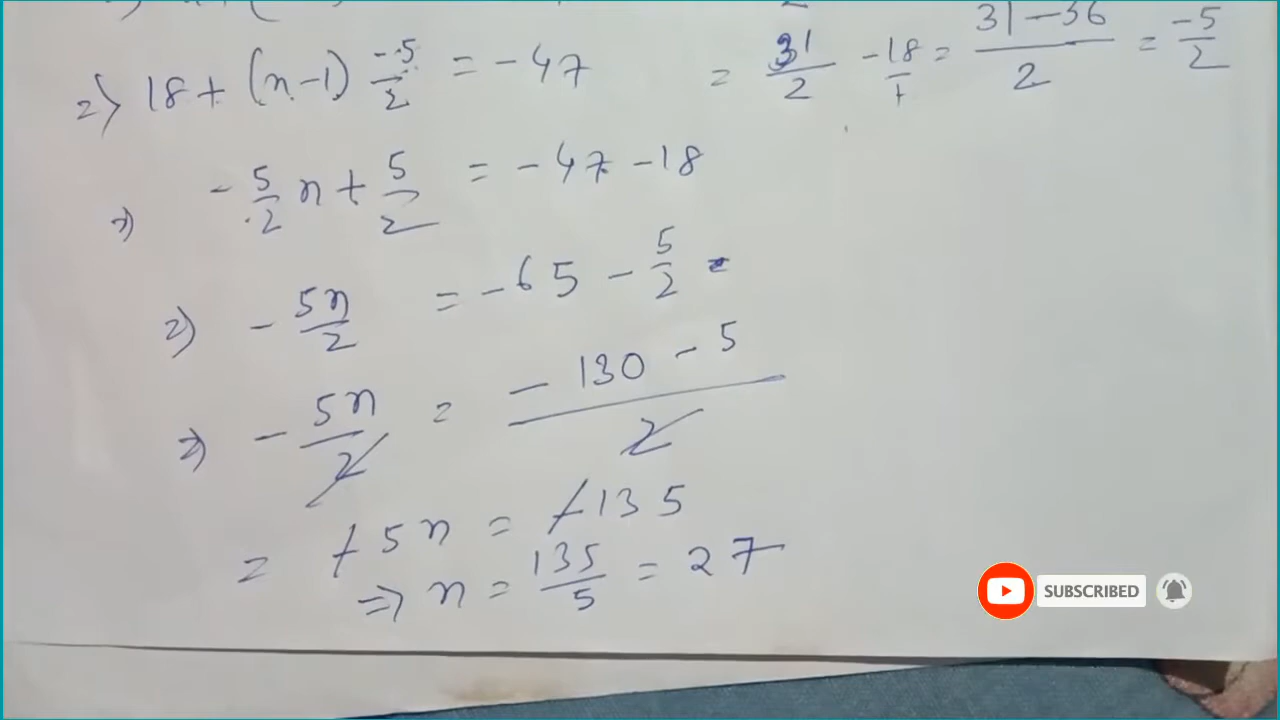 => 18 + (n-1) -5/2 = -47
= 31/2 - 18/1 = 31-36/2 = -5/2
=> -5/2 n + 5/2 = -47 -18
=> -5n/2 = -65 - 5/2
=> -5n/2 = -130 - 5/2
= -5n = -135
=> n = 135/5 = 27
SUBSCRIBED